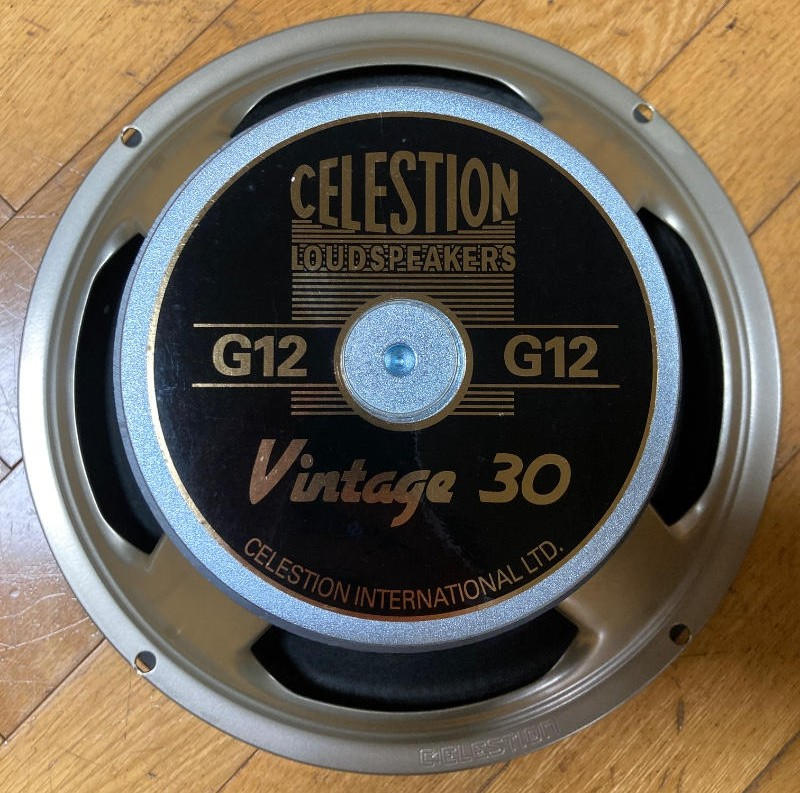 CELESTION
LOUDSPEAKERS
G12 G12
Vintage 30
CELESTION INTERNATIONAL LTD.
CELESTION